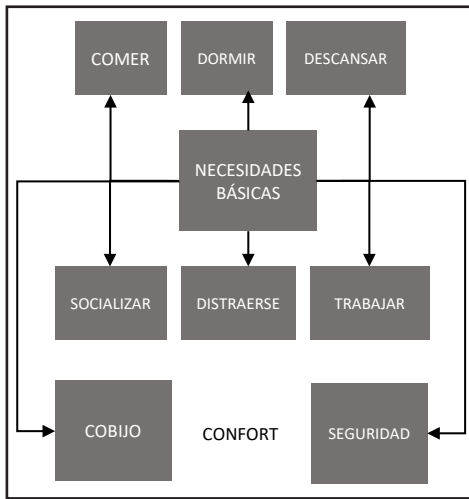 COMER
DORMIR
DESCANSAR
NECESIDADES
BÁSICAS
SOCIALIZAR
DISTRAERSE
TRABAJAR
COBIJO
CONFORT
SEGURIDAD